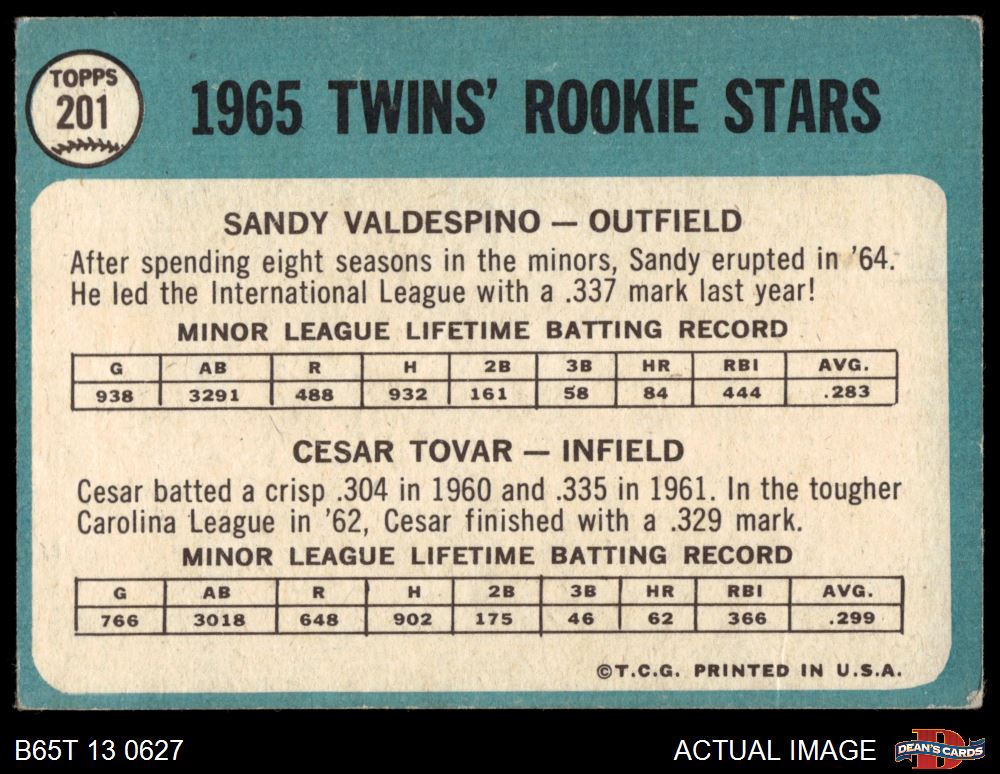 TOPPS
201
1965 TWINS' ROOKIE STARS
SANDY VALDESPINO — OUTFIELD
After spending eight seasons in the minors, Sandy erupted in '64.
He led the International League with a .337 mark last year!
MINOR LEAGUE LIFETIME BATTING RECORD
G AB R H 2B 3B HR RBI AVG.
938 3291 488 932 161 58 84 444 .283
CESAR TOVAR — INFIELD
Cesar batted a crisp .304 in 1960 and .335 in 1961. In the tougher
Carolina League in '62, Cesar finished with a .329 mark.
MINOR LEAGUE LIFETIME BATTING RECORD
G AB R H 2B 3B HR RBI AVG.
766 3018 648 902 175 46 62 366 .299
©T.C.G. PRINTED IN U.S.A.
B65T 13 0627 ACTUAL IMAGE DEAN'S CARDS